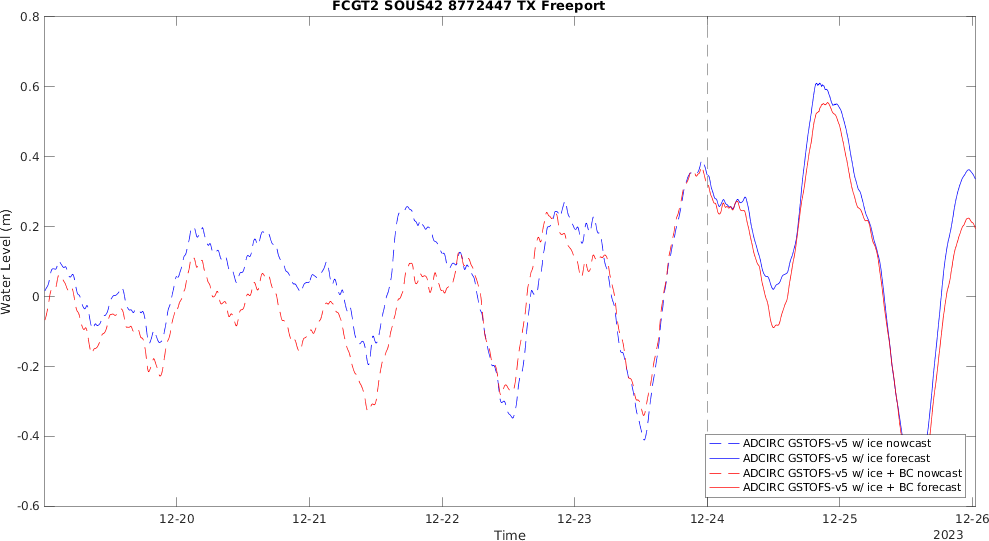 FCGT2 SOUS42 8772447 TX Freeport
0.8
0.6
0.4
0.2
0
-0.2
-0.4
-0.6
Water Level (m)
ADCIRC GSTOFS-v5 w/ ice nowcast
ADCIRC GSTOFS-v5 w/ ice forecast
ADCIRC GSTOFS-v5 w/ ice + BC nowcast
ADCIRC GSTOFS-v5 w/ ice + BC forecast
12-20 12-21 12-22 12-23 12-24 12-25 12-26
Time
2023